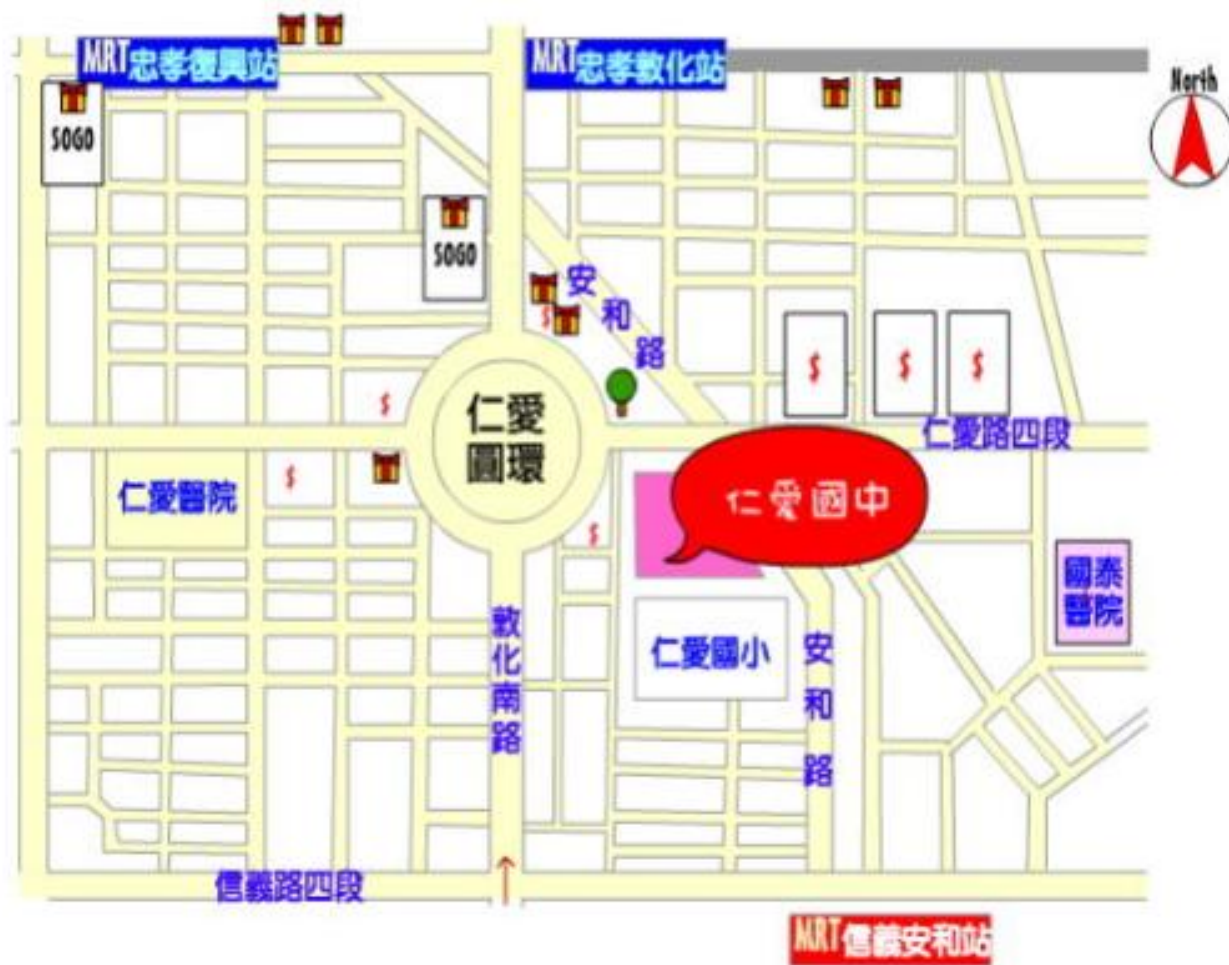 MRT忠孝復興站
MRT忠孝敦化站
North
SOGO
SOGO
安和路
$
$
$
$
$
仁愛圓環
仁愛路四段
仁愛醫院
$
仁愛國中
$
國泰醫院
敦化南路
仁愛國小
安和路
信義路四段
MRT信義安和站